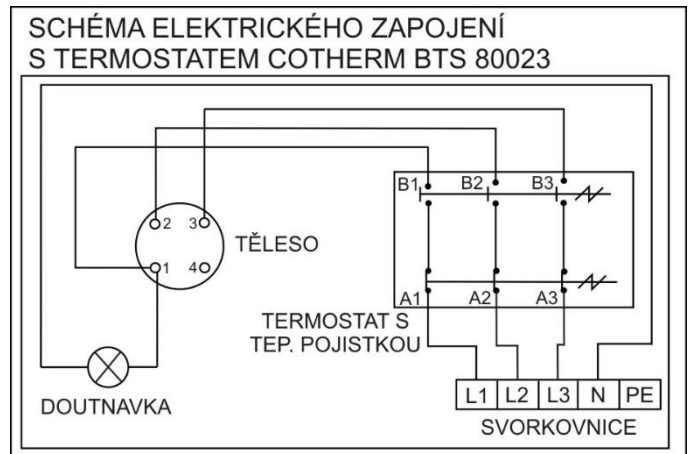 SCHÉMA ELEKTRICKÉHO ZAPOJENÍ
S TERMOSTATEM COTHERM BTS 80023
B1 B2 B3
2 3
TĚLESO
1 4
A1 A2 A3
TERMOSTAT S
TEP. POJISTKOU
L1 L2 L3 N PE
DOUTNAVKA
SVORKOVNICE